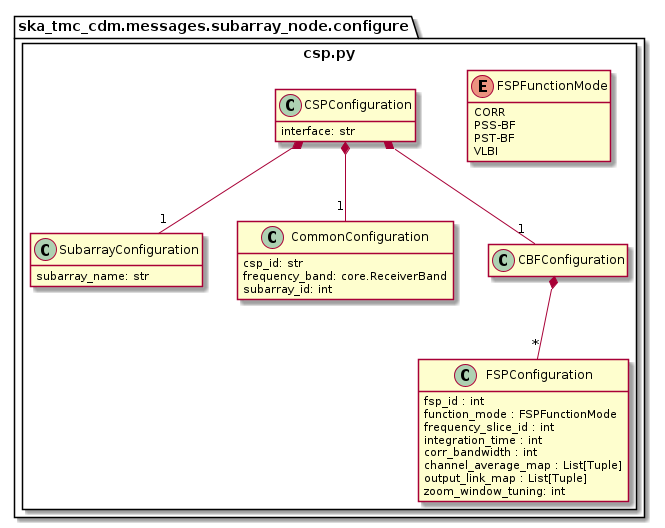 ska_tmc_cdm.messages.subarray_node.configure
csp.py
C CSPConfiguration
interface: str
E FSPFunctionMode
CORR
PSS-BF
PST-BF
VLBI
1
1
1
C SubarrayConfiguration
subarray_name: str
C CommonConfiguration
csp_id: str
frequency_band: core.ReceiverBand
subarray_id: int
C CBFConfiguration
*
C FSPConfiguration
fsp_id : int
function_mode : FSPFunctionMode
frequency_slice_id : int
integration_time : int
corr_bandwidth : int
channel_average_map : List[Tuple]
output_link_map : List[Tuple]
zoom_window_tuning: int